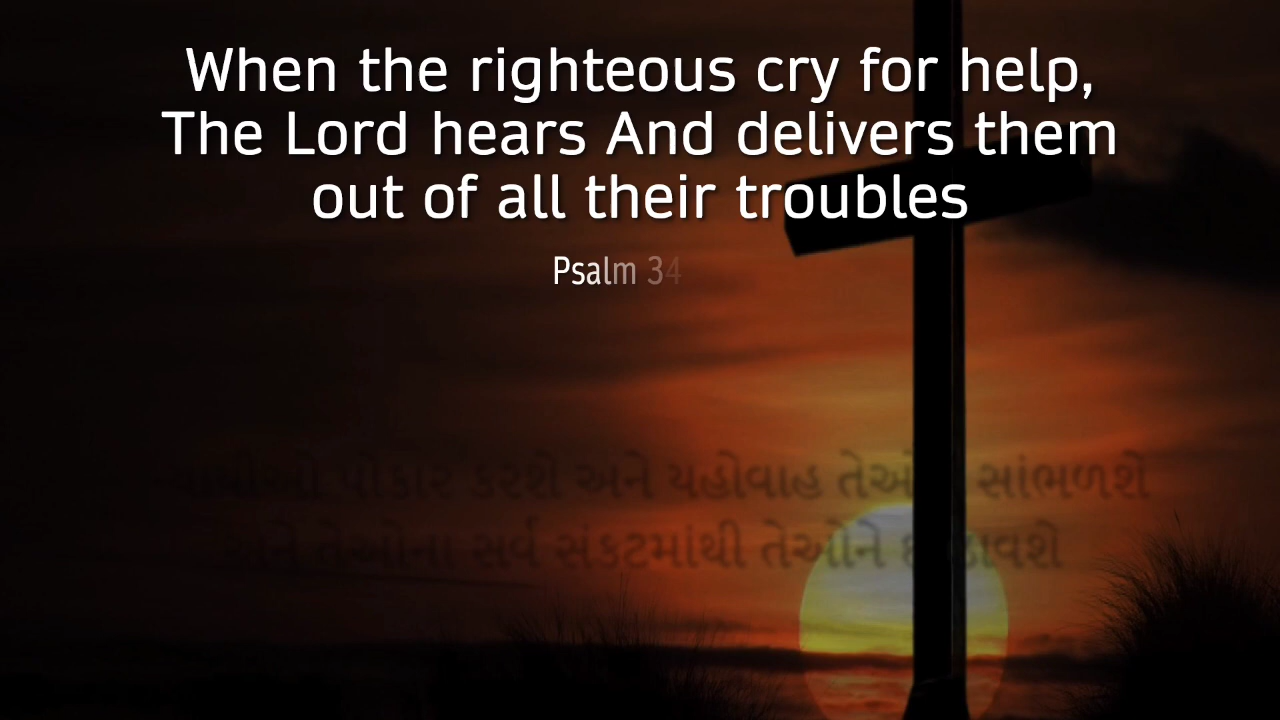 When the righteous cry for help,
The Lord hears And delivers them
out of all their troubles
Psalm 34
પોકાર કરશે અને યહોવાહ સાંભળશે
તેઓના સર્વ સંકટમાંથી તેઓને